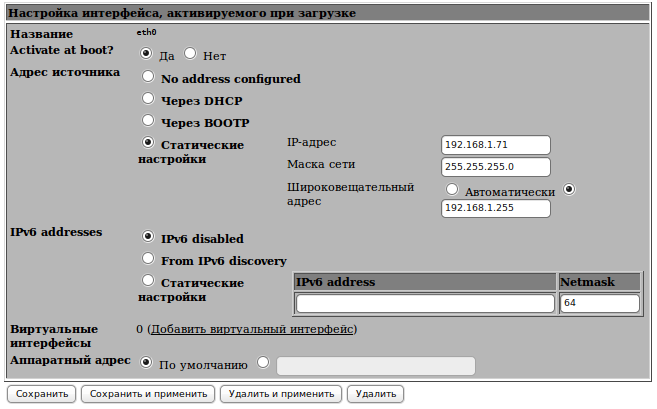 Настройка интерфейса, активируемого при загрузке
Название eth0
Activate at boot? Да Нет
Адрес источника No address configured
Через DHCP
Через BOOTP
Статические настройки IP-адрес 192.168.1.71
Маска сети 255.255.255.0
Широковещательный адрес Автоматически 192.168.1.255
IPv6 addresses IPv6 disabled
From IPv6 discovery
Статические настройки IPv6 address Netmask
64
Виртуальные интерфейсы 0 (Добавить виртуальный интерфейс)
Аппаратный адрес По умолчанию
Сохранить Сохранить и применить Удалить и применить Удалить